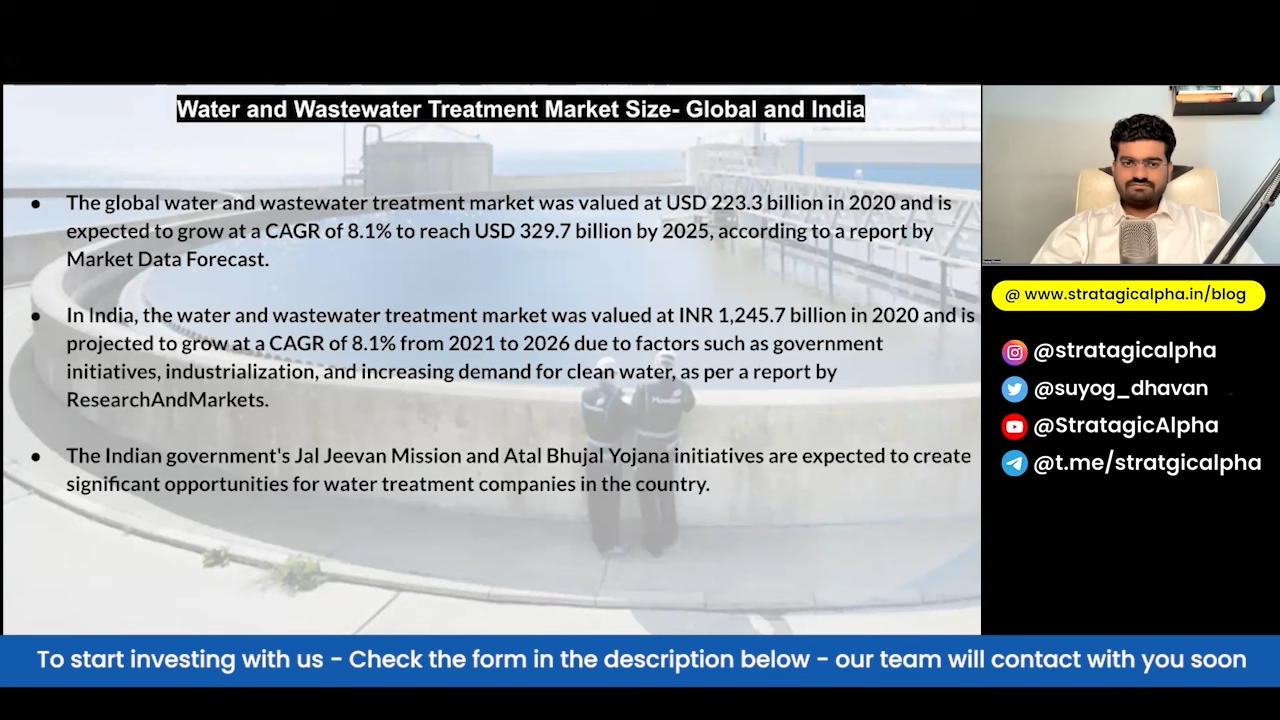 Water and Wastewater Treatment Market Size- Global and India
● The global water and wastewater treatment market was valued at USD 223.3 billion in 2020 and is
expected to grow at a CAGR of 8.1% to reach USD 329.7 billion by 2025, according to a report by
Market Data Forecast.
● In India, the water and wastewater treatment market was valued at INR 1,245.7 billion in 2020 and is
projected to grow at a CAGR of 8.1% from 2021 to 2026 due to factors such as government
initiatives, industrialization, and increasing demand for clean water, as per a report by
ResearchAndMarkets.
● The Indian government's Jal Jeevan Mission and Atal Bhujal Yojana initiatives are expected to create
significant opportunities for water treatment companies in the country.
@ www.stratagicalpha.in/blog
@stratagicalpha
@suyog_dhavan
@StratagicAlpha
@t.me/stratgicalpha
To start investing with us - Check the form in the description below - our team will contact with you soon